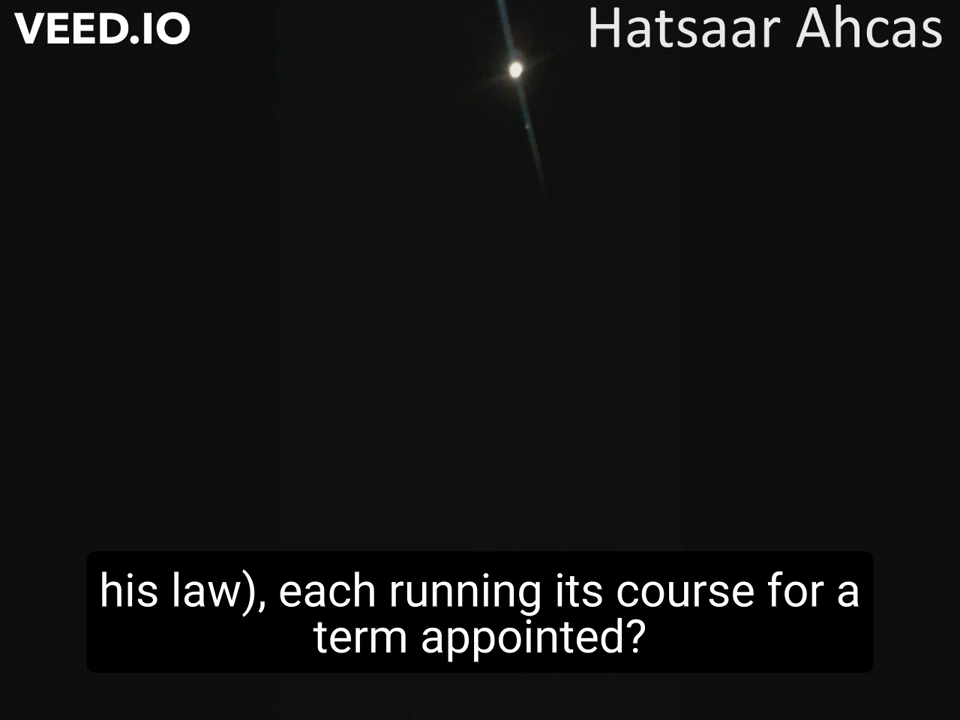 VEED.IO
Hatsaar Ahcas
his law), each running its course for a
term appointed?